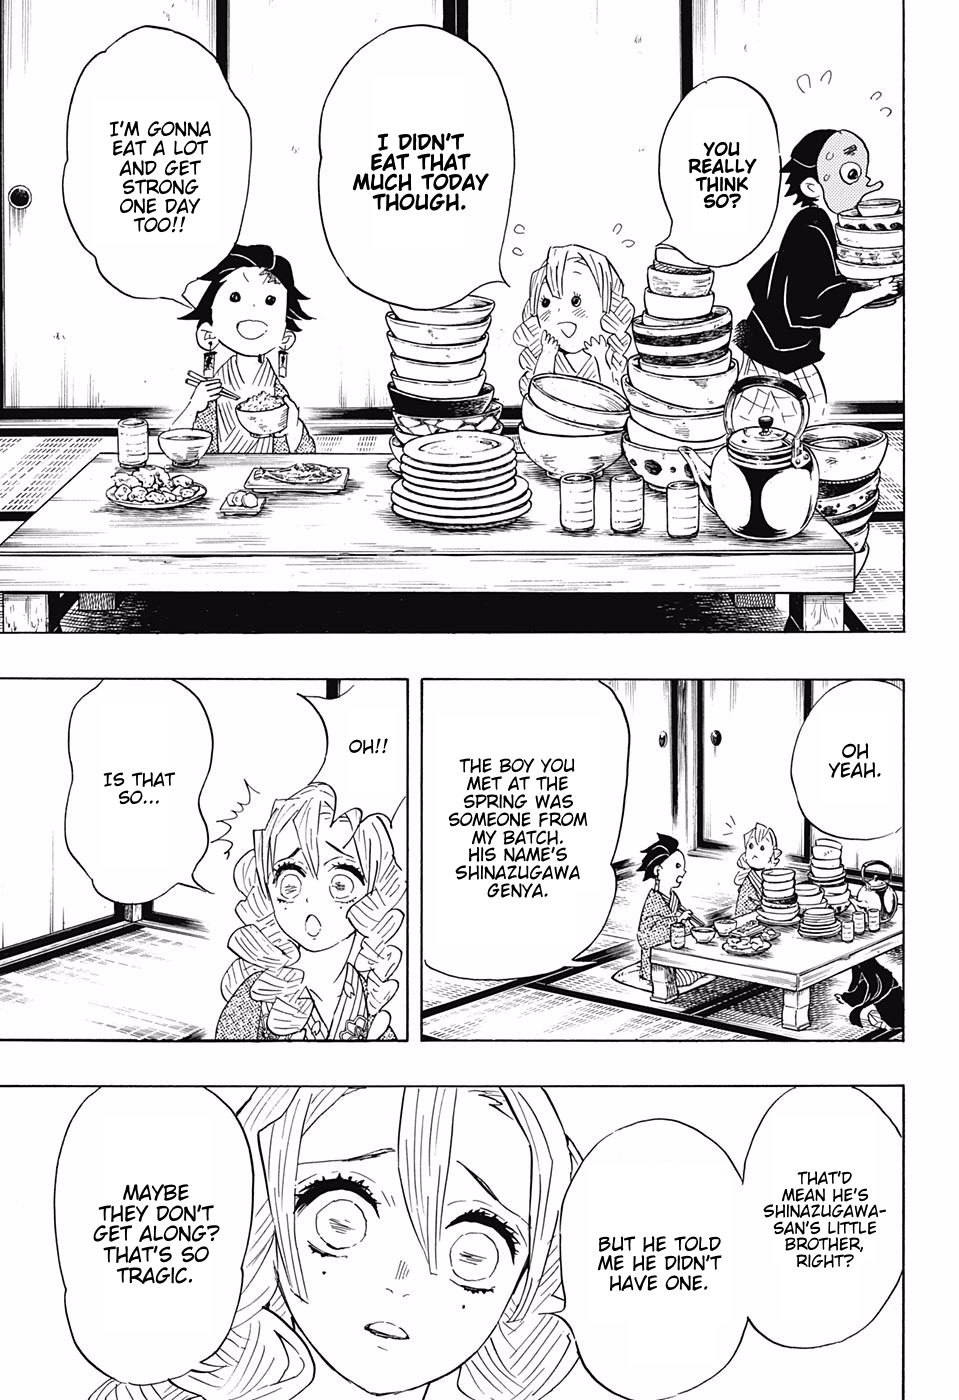 YOU
REALLY
THINK
SO?
I DIDN'T
EAT THAT
MUCH TODAY
THOUGH.
I'M GONNA
EAT A LOT
AND GET
STRONG
ONE DAY
TOO!!
OH
YEAH.
THE BOY YOU
MET AT THE
SPRING WAS
SOMEONE FROM
MY BATCH.
HIS NAME'S
SHINAZUGAWA
GENYA.
OH!!
IS THAT
SO...
THAT'D
MEAN HE'S
SHINAZUGAWA-
SAN'S LITTLE
BROTHER,
RIGHT?
BUT HE TOLD
ME HE DIDN'T
HAVE ONE.
MAYBE
THEY DON'T
GET ALONG?
THAT'S SO
TRAGIC.